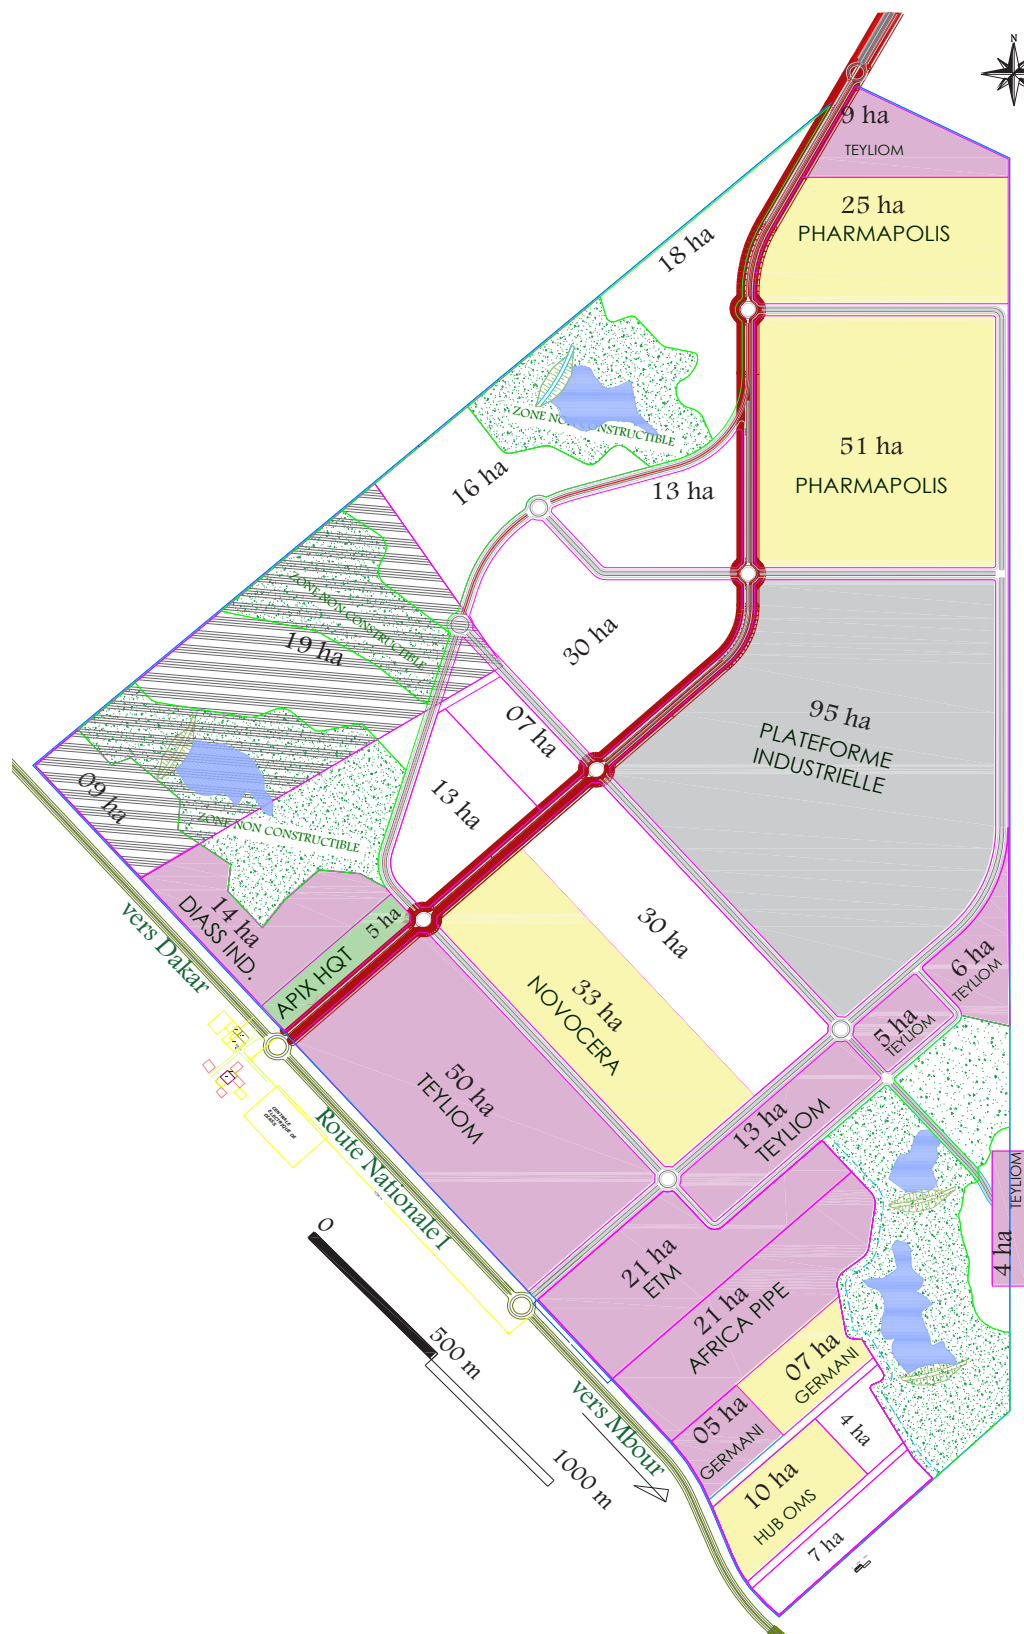 N
9 ha
TEYLIOM
25 ha
PHARMAPOLIS
18 ha
ZONE NON CONSTRUCTIBLE
51 ha
PHARMAPOLIS
16 ha
13 ha
ZONE NON CONSTRUCTIBLE
19 ha
30 ha
07 ha
95 ha
PLATEFORME
INDUSTRIELLE
09 ha
13 ha
ZONE NON CONSTRUCTIBLE
14 ha
DIASS IND.
5 ha
APIX HQT
30 ha
33 ha
NOVOCERA
6 ha
TEYLIOM
5 ha
TEYLIOM
vers Dakar
50 ha
TEYLIOM
13 ha
TEYLIOM
CENTRALE
ELECTRIQUE DE
DIASS
Route Nationale 1
TEYLIOM
4 ha
21 ha
ETM
21 ha
AFRICA PIPE
07 ha
GERMANI
05 ha
GERMANI
0
500 m
1000 m
vers Mbour
4 ha
10 ha
HUB OMS
7 ha